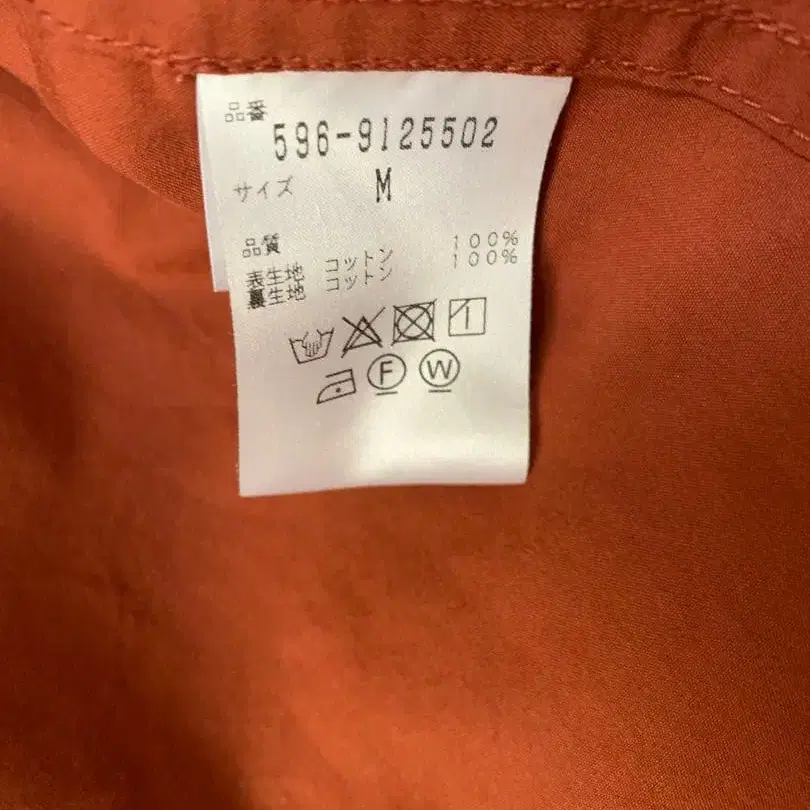 品番
596-9125502
サイズ M
品質
表生地 コットン 100%
裏生地 コットン 100%
F W